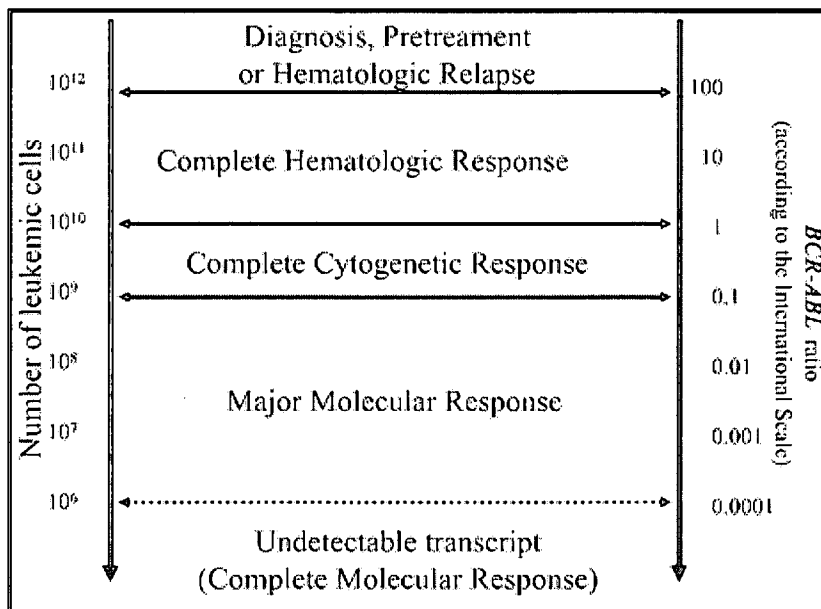 Diagnosis, Pretreament
or Hematologic Relapse
10¹² 100
10¹¹ Complete Hematologic Response 10
10¹⁰ 1
Complete Cytogenetic Response
10⁹ 0.1
10⁸ 0.01
Major Molecular Response
10⁷ 0.001
10⁶ 0.0001
Undetectable transcript
(Complete Molecular Response)
Number of leukemic cells
BCR-ABL ratio
(according to the International Scale)